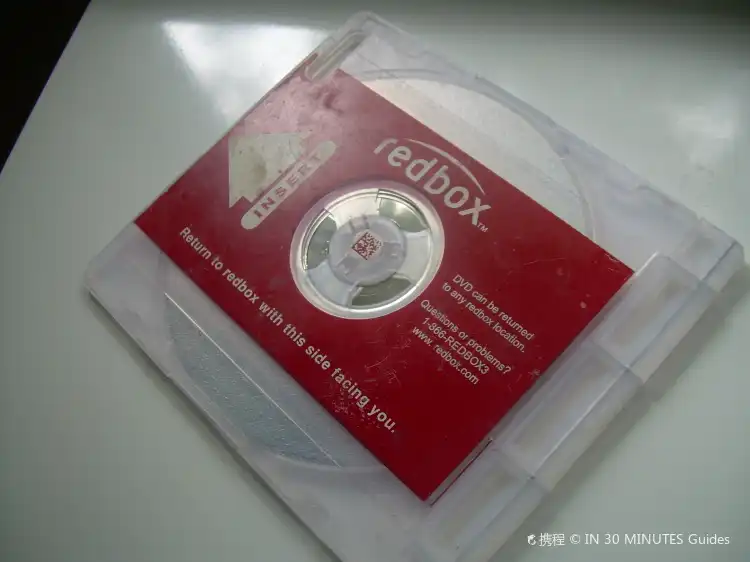 redbox™
INSERT
Return to redbox with this side facing you.
DVD can be returned
to any redbox location.
Questions or problems?
1-866-REDBOX3
www.redbox.com
携程 © IN 30 MINUTES Guides